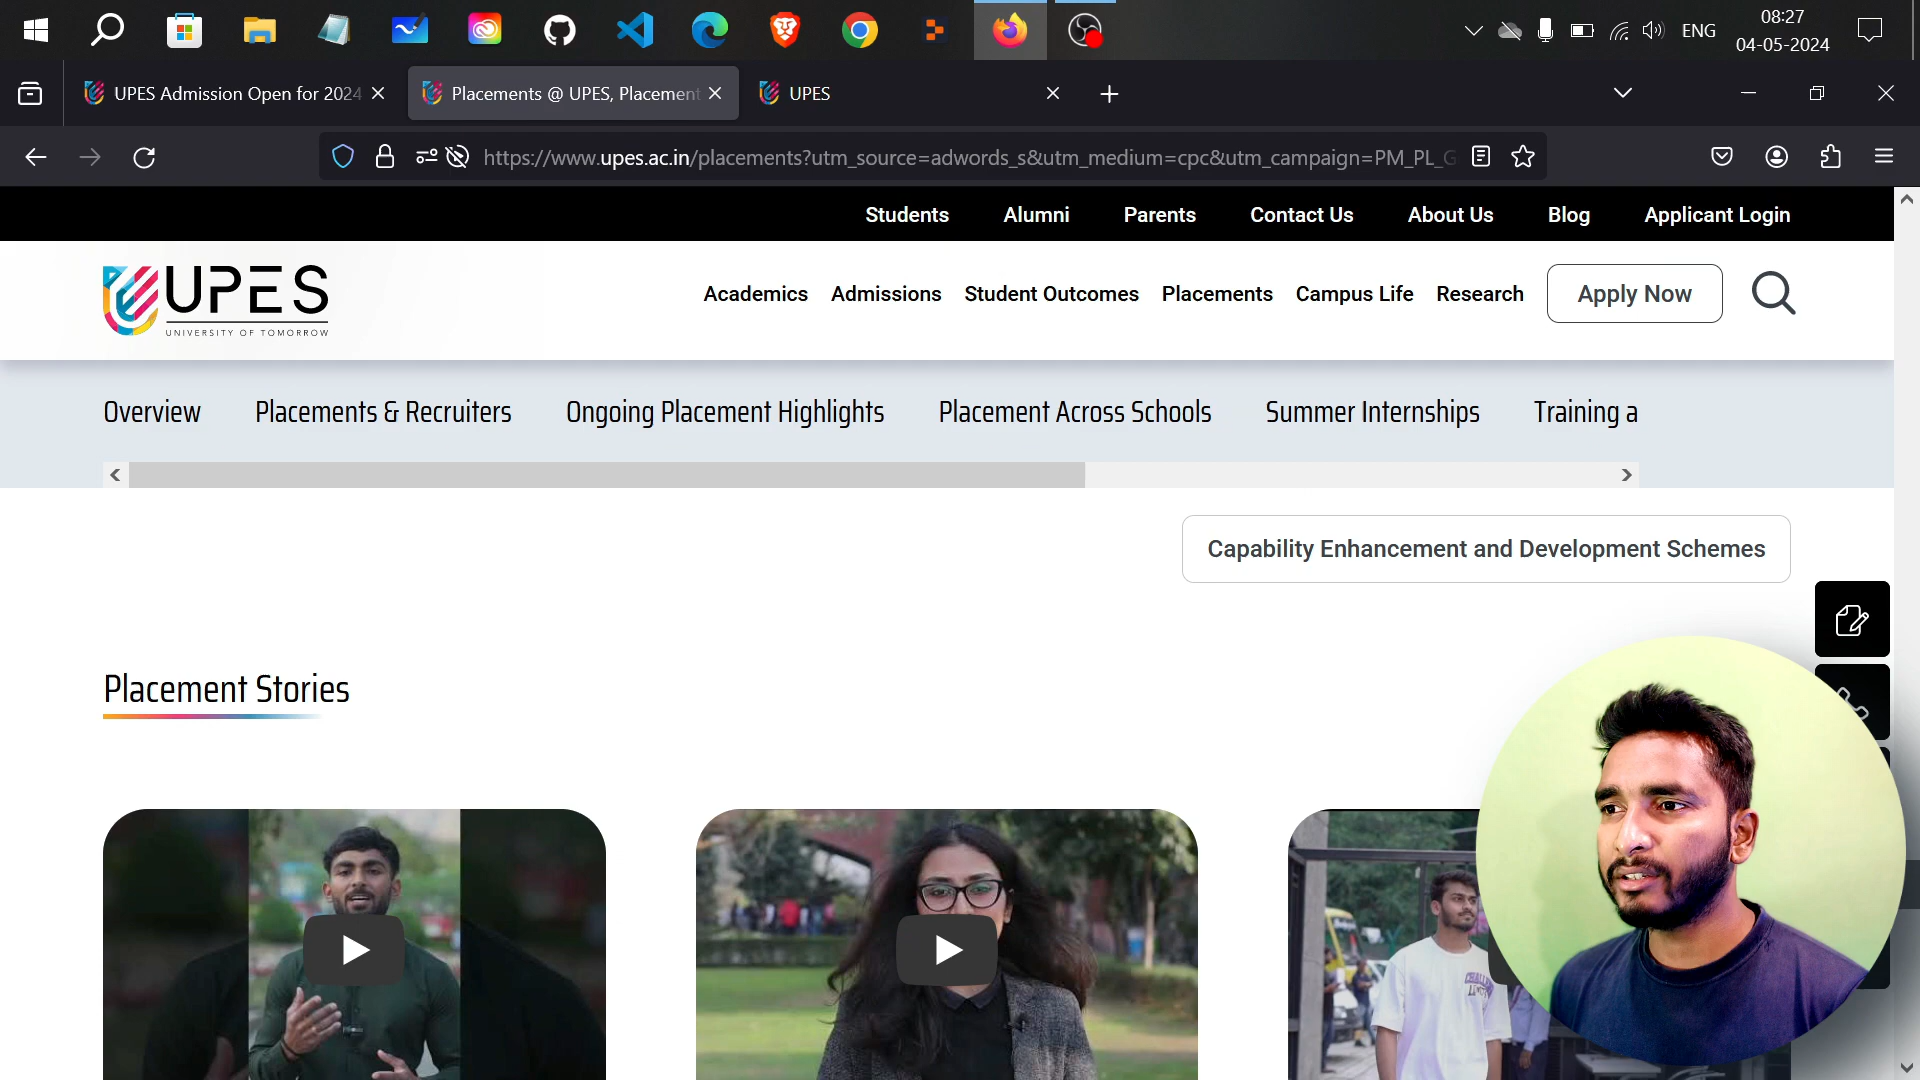 ENG
08:27
04-05-2024
UPES Admission Open for 2024
Placements @ UPES, Placement
UPES
https://www.upes.ac.in/placements?utm_source=adwords_s&utm_medium=cpc&utm_campaign=PM_PL_G
Students Alumni Parents Contact Us About Us Blog Applicant Login
UPES
UNIVERSITY OF TOMORROW
Academics Admissions Student Outcomes Placements Campus Life Research Apply Now
Overview Placements & Recruiters Ongoing Placement Highlights Placement Across Schools Summer Internships Training a
Capability Enhancement and Development Schemes
Placement Stories